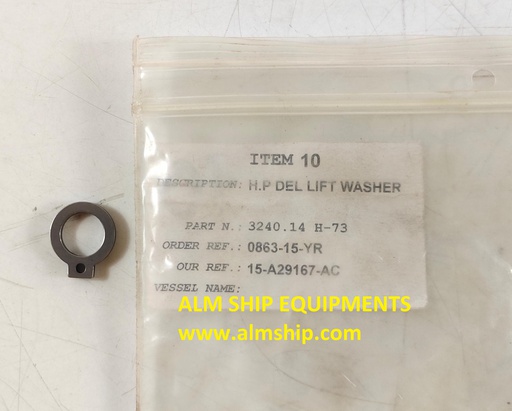 ITEM 10
DESCRIPTION: H.P DEL LIFT WASHER
PART N.: 3240.14 H-73
ORDER REF.: 0863-15-YR
OUR REF.: 15-A29167-AC
VESSEL NAME:
ALM SHIP EQUIPMENTS
www.almship.com